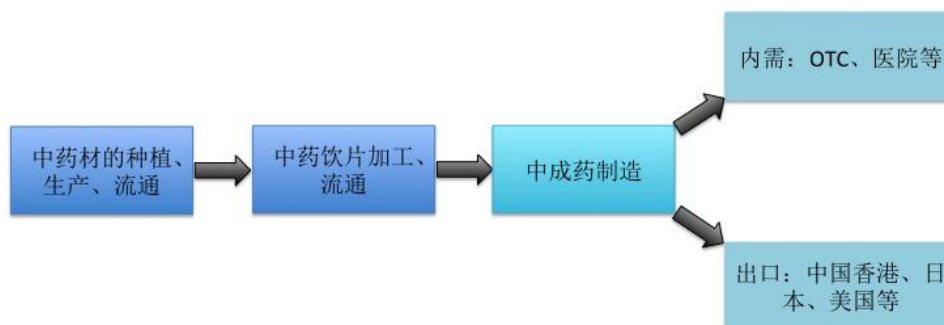 内需：OTC、医院等
中药材的种植、
生产、流通
中药饮片加工、
流通
中成药制造
出口：中国香港、日
本、美国等